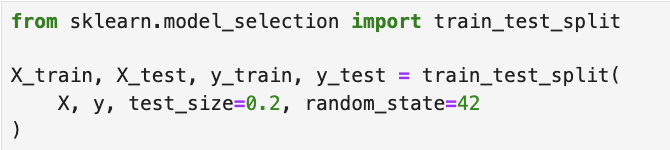 from sklearn.model_selection import train_test_split
X_train, X_test, y_train, y_test = train_test_split(
    X, y, test_size=0.2, random_state=42
)